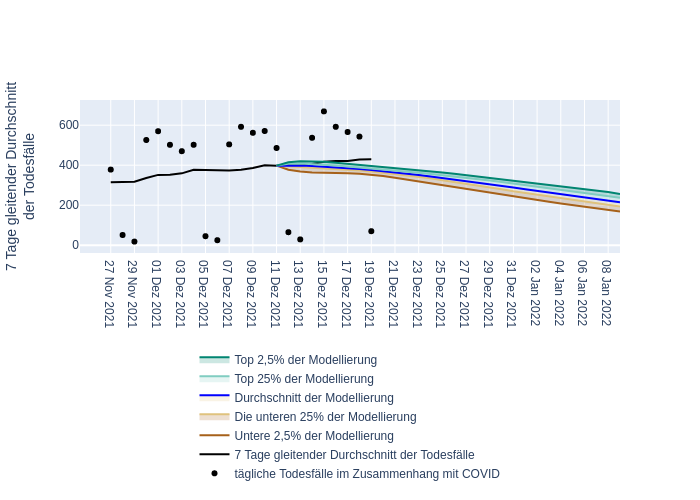 7 Tage gleitender Durchschnitt
der Todesfälle
600
400
200
0
27 Nov 2021
29 Nov 2021
01 Dez 2021
03 Dez 2021
05 Dez 2021
07 Dez 2021
09 Dez 2021
11 Dez 2021
13 Dez 2021
15 Dez 2021
17 Dez 2021
19 Dez 2021
21 Dez 2021
23 Dez 2021
25 Dez 2021
27 Dez 2021
29 Dez 2021
31 Dez 2021
02 Jan 2022
04 Jan 2022
06 Jan 2022
08 Jan 2022
Top 2,5% der Modellierung
Top 25% der Modellierung
Durchschnitt der Modellierung
Die unteren 25% der Modellierung
Untere 2,5% der Modellierung
7 Tage gleitender Durchschnitt der Todesfälle
tägliche Todesfälle im Zusammenhang mit COVID